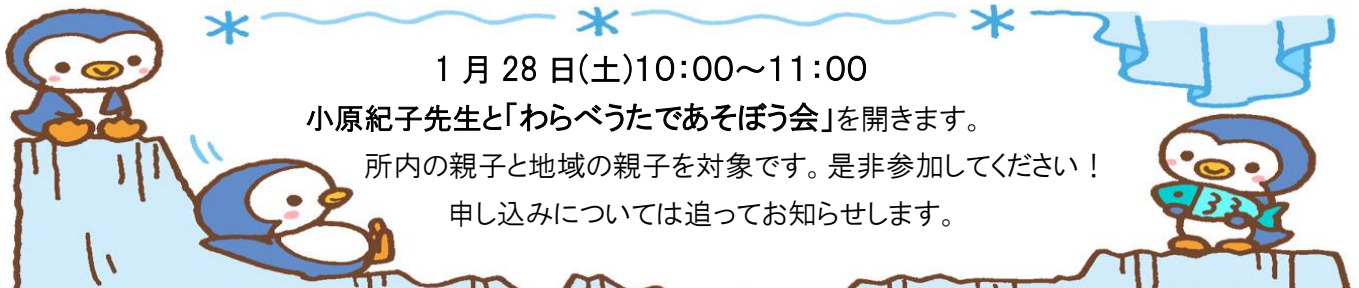 1月28日(土)10:00~11:00
小原紀子先生と「わらべうたであそぼう会」を開きます。
所内の親子と地域の親子を対象です。是非参加してください!
申し込みについては追ってお知らせします。